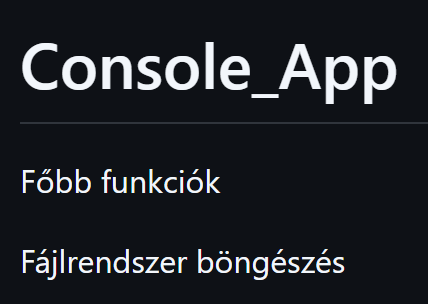 Console_App
Főbb funkciók
Fájlrendszer böngészés